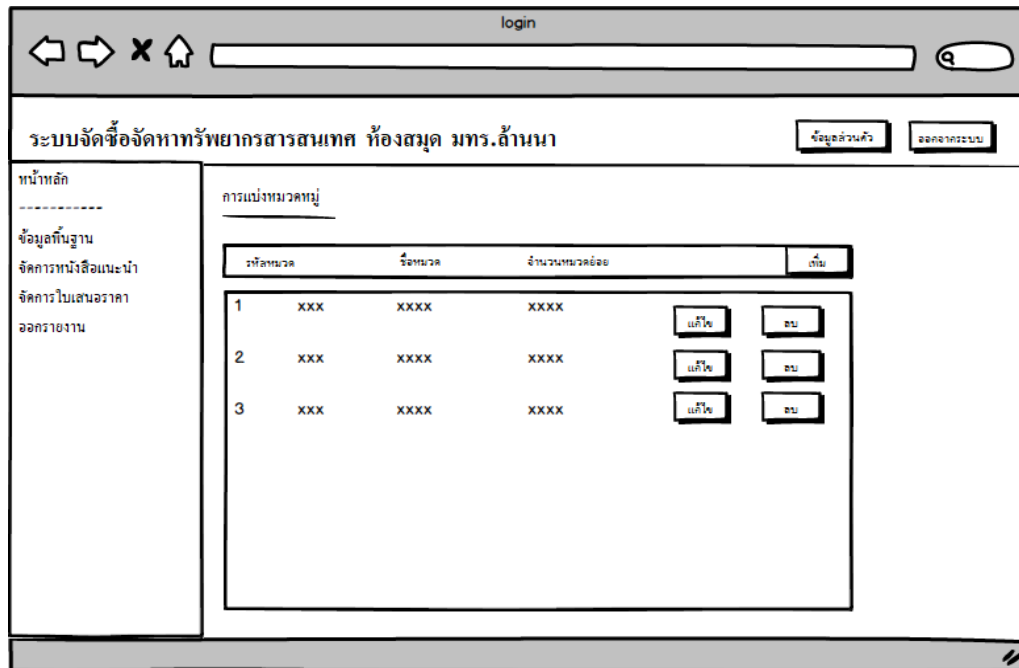 login
ระบบจัดซื้อจัดหาทรัพยากรสารสนเทศ ห้องสมุด มทร.ล้านนา
ข้อมูลส่วนตัว ออกจากระบบ
หน้าหลัก
-----------
ข้อมูลพื้นฐาน
จัดการหนังสือแนะนำ
จัดการใบเสนอราคา
ออกรายงาน
การแบ่งหมวดหมู่
รหัสหมวด ชื่อหมวด จำนวนหมวดย่อย เพิ่ม
1 xxx xxxx xxxx แก้ไข ลบ
2 xxx xxxx xxxx แก้ไข ลบ
3 xxx xxxx xxxx แก้ไข ลบ